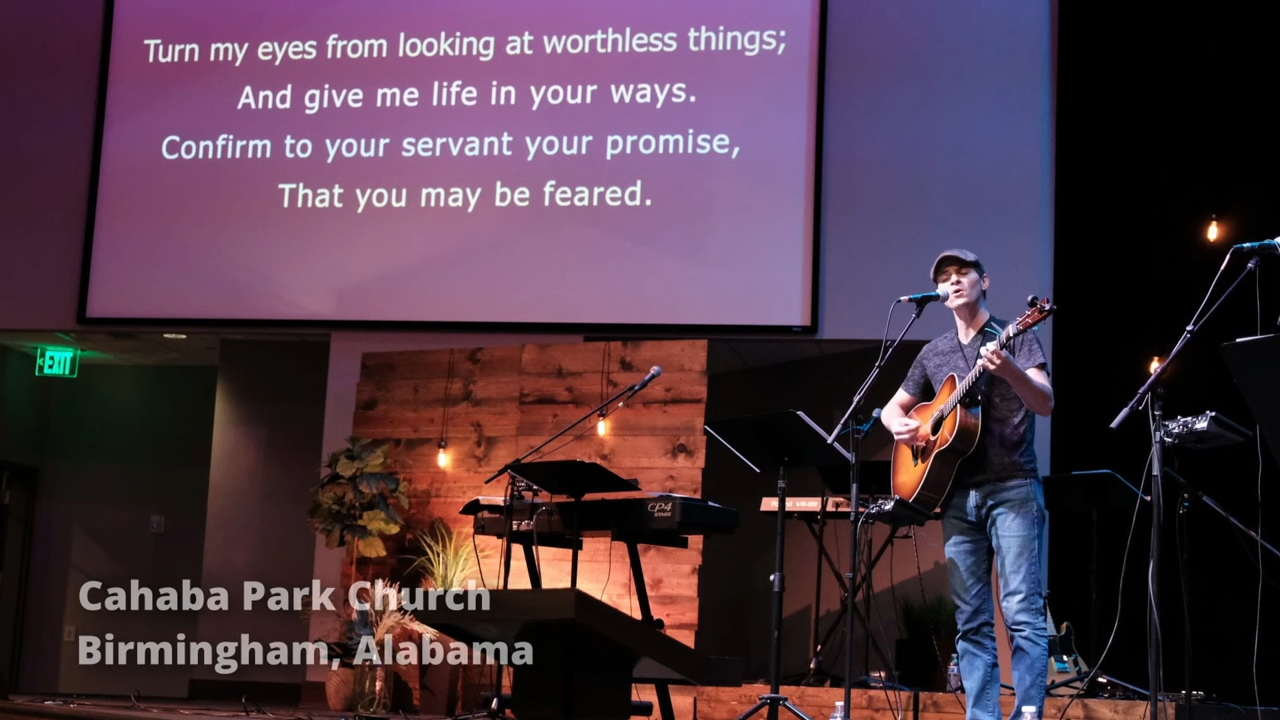 Turn my eyes from looking at worthless things;
And give me life in your ways.
Confirm to your servant your promise,
That you may be feared.
EXIT
CP4
STAGE
Cahaba Park Church
Birmingham, Alabama